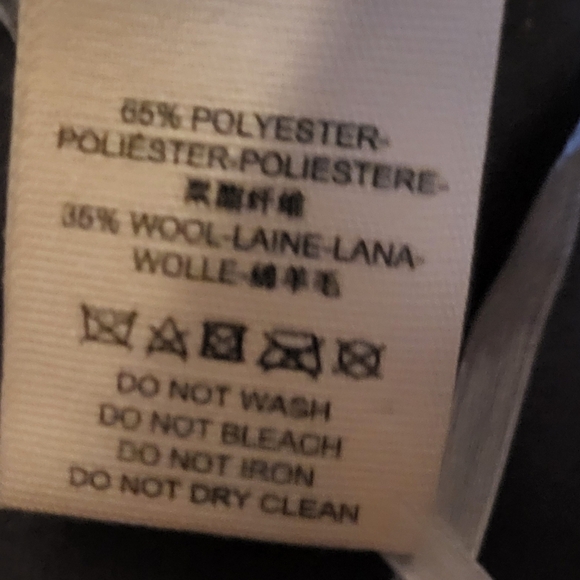 65% POLYESTER-
POLIÉSTER-POLIESTERE-
聚酯纤维
35% WOOL-LAINE-LANA-
WOLLE-綿羊毛
DO NOT WASH
DO NOT BLEACH
DO NOT IRON
DO NOT DRY CLEAN